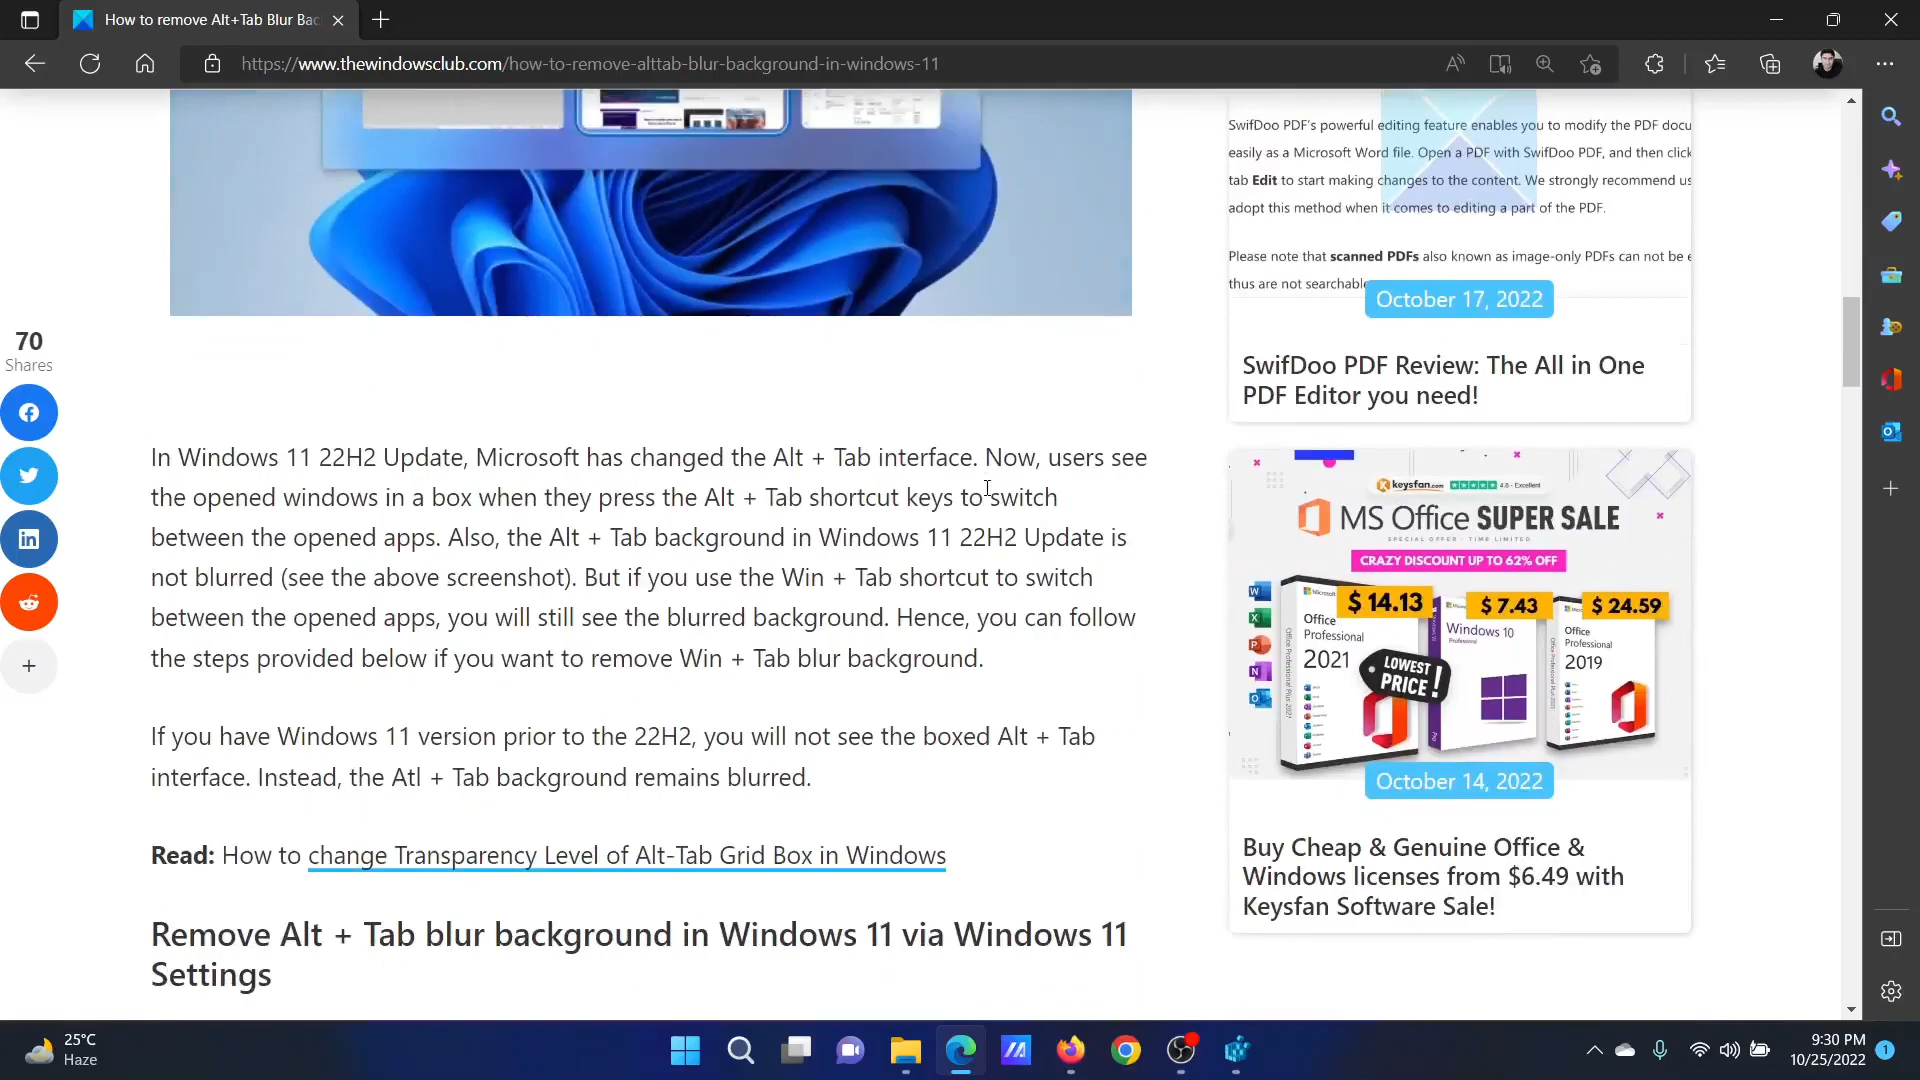 How to remove Alt+Tab Blur Bac
https://www.thewindowsclub.com/how-to-remove-alttab-blur-background-in-windows-11
SwifDoo PDF's powerful editing feature enables you to modify the PDF docu
easily as a Microsoft Word file. Open a PDF with SwifDoo PDF, and then click
tab Edit to start making changes to the content. We strongly recommend us
adopt this method when it comes to editing a part of the PDF.
Please note that scanned PDFs also known as image-only PDFs can not be e
thus are not searchable
October 17, 2022
SwifDoo PDF Review: The All in One
PDF Editor you need!
70
Shares
In Windows 11 22H2 Update, Microsoft has changed the Alt + Tab interface. Now, users see
the opened windows in a box when they press the Alt + Tab shortcut keys to switch
between the opened apps. Also, the Alt + Tab background in Windows 11 22H2 Update is
not blurred (see the above screenshot). But if you use the Win + Tab shortcut to switch
between the opened apps, you will still see the blurred background. Hence, you can follow
the steps provided below if you want to remove Win + Tab blur background.
If you have Windows 11 version prior to the 22H2, you will not see the boxed Alt + Tab
interface. Instead, the Atl + Tab background remains blurred.
Read: How to change Transparency Level of Alt-Tab Grid Box in Windows
Remove Alt + Tab blur background in Windows 11 via Windows 11
Settings
keysfan.com 4.8 - Excellent
MS Office SUPER SALE
SPECIAL OFFER · TIME LIMITED
CRAZY DISCOUNT UP TO 62% OFF
$ 14.13
$ 7.43
$ 24.59
Office
Professional
2021
Windows 10
Office
Professional
2019
LOWEST
PRICE !
October 14, 2022
Buy Cheap & Genuine Office &
Windows licenses from $6.49 with
Keysfan Software Sale!
25°C
Haze
9:30 PM
10/25/2022
1